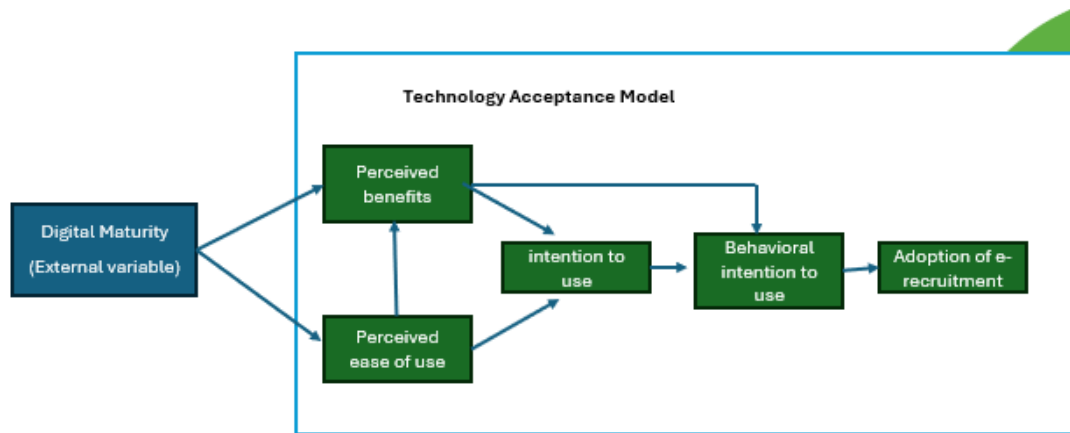 Technology Acceptance Model
Perceived
benefits
Digital Maturity
(External variable)
intention to
use
Behavioral
intention to
use
Adoption of e-
recruitment
Perceived
ease of use